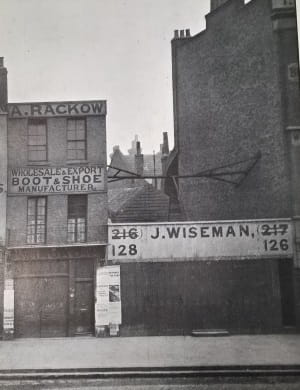 A. RACKOW
WHOLESALE & EXPORT
BOOT & SHOE
MANUFACTURER.
216 J. WISEMAN, 217
128 126